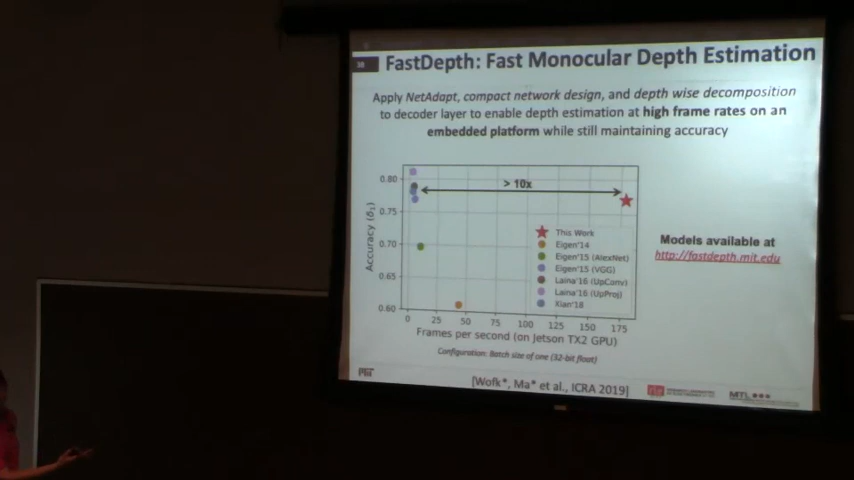 38
FastDepth: Fast Monocular Depth Estimation
Apply NetAdapt, compact network design, and depth wise decomposition
to decoder layer to enable depth estimation at high frame rates on an
embedded platform while still maintaining accuracy
0.80
0.75
0.70
0.65
0.60
Accuracy (δ₁)
> 10x
This Work
Eigen'14
Eigen'15 (AlexNet)
Eigen'15 (VGG)
Laina'16 (UpConv)
Laina'16 (UpProj)
Xian'18
0 25 50 75 100 125 150 175
Frames per second (on Jetson TX2 GPU)
Configuration: Batch size of one (32-bit float)
Models available at
http://fastdepth.mit.edu
MIT
[Wofk*, Ma* et al., ICRA 2019]
MTL